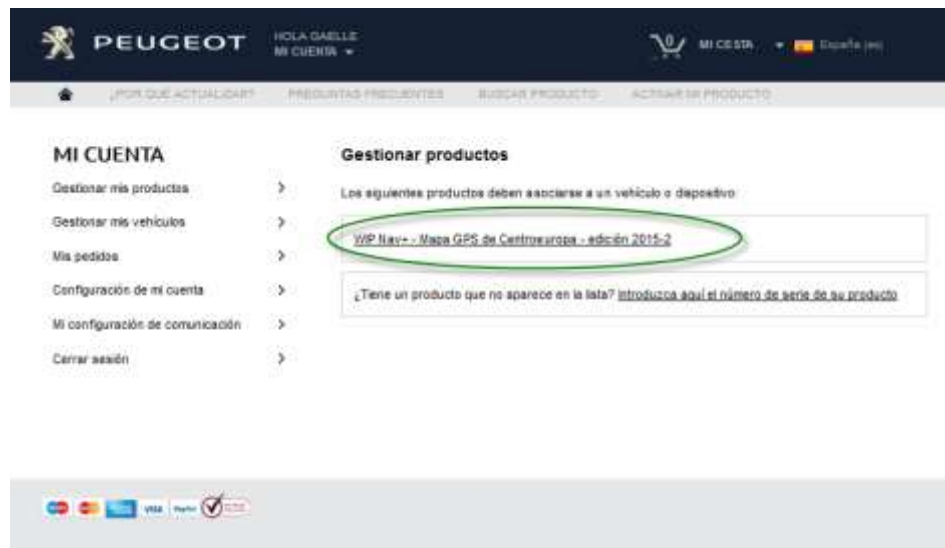 PEUGEOT
HOLA GAELLE
MI CUENTA
0
MI CESTA
España (es)
¿POR QUÉ ACTUALIZAR?
PREGUNTAS FRECUENTES
BUSCAR PRODUCTO
ACTIVAR MI PRODUCTO
MI CUENTA
Gestionar mis productos
Gestionar mis vehículos
Mis pedidos
Configuración de mi cuenta
Mi configuración de comunicación
Cerrar sesión
Gestionar productos
Los siguientes productos deben asociarse a un vehículo o dispositivo:
WIP Nav+ - Mapa GPS de Centroeuropa - edición 2015-2
¿Tiene un producto que no aparece en la lista? Introduzca aquí el número de serie de su producto
VISA
PayPal